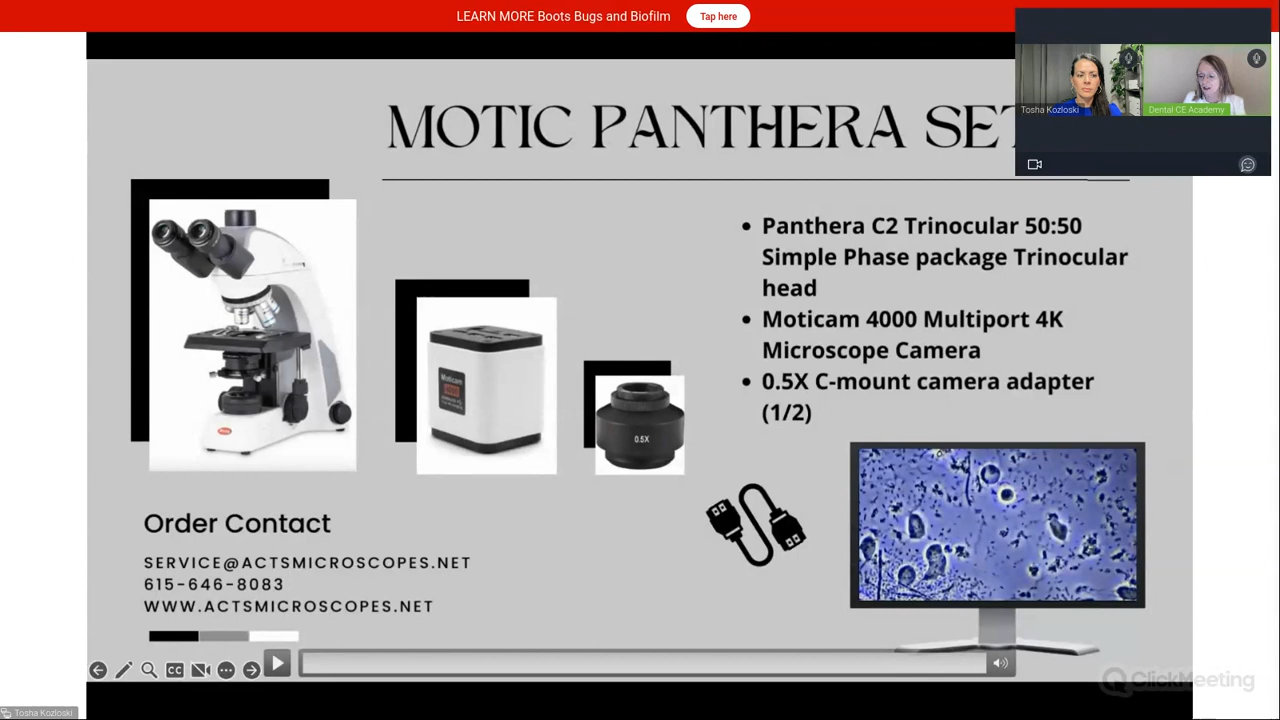 LEARN MORE Boots Bugs and Biofilm
Tap here
Tosha Kozloski
Dental CE Academy
MOTIC PANTHERA SET
• Panthera C2 Trinocular 50:50
Simple Phase package Trinocular
head
• Moticam 4000 Multiport 4K
Microscope Camera
• 0.5X C-mount camera adapter
(1/2)
Moticam
0.5X
Order Contact
SERVICE@ACTSMICROSCOPES.NET
615-646-8083
WWW.ACTSMICROSCOPES.NET
CC
ClickMeeting
Tosha Kozloski